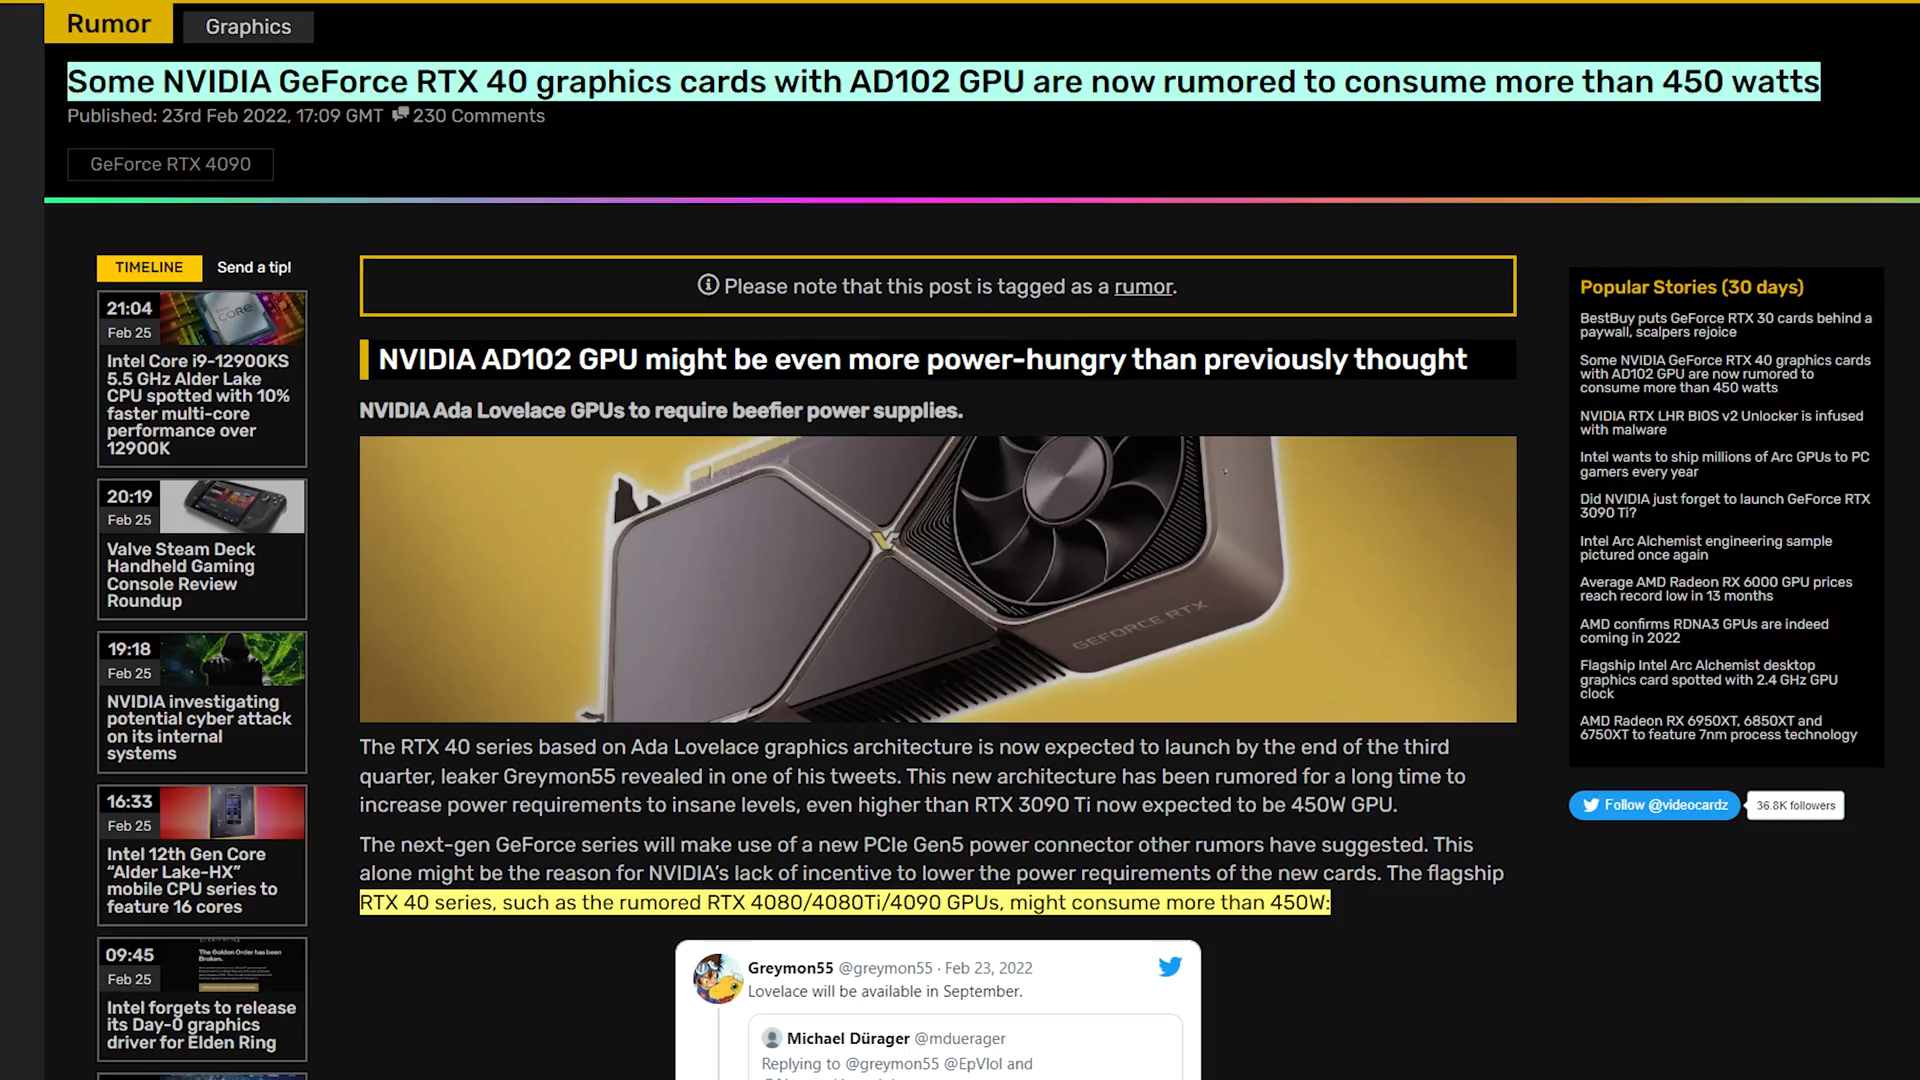 Rumor
Graphics
Some NVIDIA GeForce RTX 40 graphics cards with AD102 GPU are now rumored to consume more than 450 watts
Published: 23rd Feb 2022, 17:09 GMT 230 Comments
GeForce RTX 4090
TIMELINE
Send a tip!
21:04
Feb 25
CORE
Intel Core i9-12900KS
5.5 GHz Alder Lake
CPU spotted with 10%
faster multi-core
performance over
12900K
20:19
Feb 25
Valve Steam Deck
Handheld Gaming
Console Review
Roundup
19:18
Feb 25
NVIDIA investigating
potential cyber attack
on its internal
systems
16:33
Feb 25
Intel 12th Gen Core
“Alder Lake-HX”
mobile CPU series to
feature 16 cores
09:45
Feb 25
The Golden Order has been
Broken.
Intel forgets to release
its Day-0 graphics
driver for Elden Ring
Please note that this post is tagged as a rumor.
NVIDIA AD102 GPU might be even more power-hungry than previously thought
NVIDIA Ada Lovelace GPUs to require beefier power supplies.
GEFORCE RTX
The RTX 40 series based on Ada Lovelace graphics architecture is now expected to launch by the end of the third
quarter, leaker Greymon55 revealed in one of his tweets. This new architecture has been rumored for a long time to
increase power requirements to insane levels, even higher than RTX 3090 Ti now expected to be 450W GPU.
The next-gen GeForce series will make use of a new PCIe Gen5 power connector other rumors have suggested. This
alone might be the reason for NVIDIA’s lack of incentive to lower the power requirements of the new cards. The flagship
RTX 40 series, such as the rumored RTX 4080/4080Ti/4090 GPUs, might consume more than 450W:
Greymon55 @greymon55 · Feb 23, 2022
Lovelace will be available in September.
Michael Dürager @mduerager
Replying to @greymon55 @EpVlol and
Popular Stories (30 days)
BestBuy puts GeForce RTX 30 cards behind a
paywall, scalpers rejoice
Some NVIDIA GeForce RTX 40 graphics cards
with AD102 GPU are now rumored to
consume more than 450 watts
NVIDIA RTX LHR BIOS v2 Unlocker is infused
with malware
Intel wants to ship millions of Arc GPUs to PC
gamers every year
Did NVIDIA just forget to launch GeForce RTX
3090 Ti?
Intel Arc Alchemist engineering sample
pictured once again
Average AMD Radeon RX 6000 GPU prices
reach record low in 13 months
AMD confirms RDNA3 GPUs are indeed
coming in 2022
Flagship Intel Arc Alchemist desktop
graphics card spotted with 2.4 GHz GPU
clock
AMD Radeon RX 6950XT, 6850XT and
6750XT to feature 7nm process technology
Follow @videocardz
36.8K followers